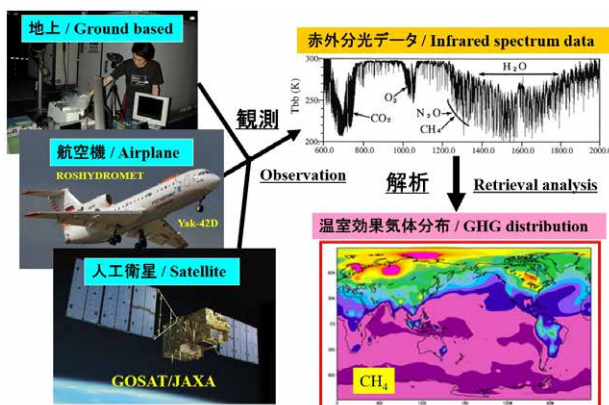 地上 / Ground based
航空機 / Airplane
ROSHYDROMET
Yak-42D
人工衛星 / Satellite
GOSAT/JAXA
観測
Observation
赤外分光データ / Infrared spectrum data
Tbb (K)
300
250
200
600.0 800.0 1000.0 1200.0 1400.0 1600.0 1800.0 2000.0
CO₂
O₃
N₂O
CH₄
H₂O
解析
Retrieval analysis
温室効果気体分布 / GHG distribution
CH₄